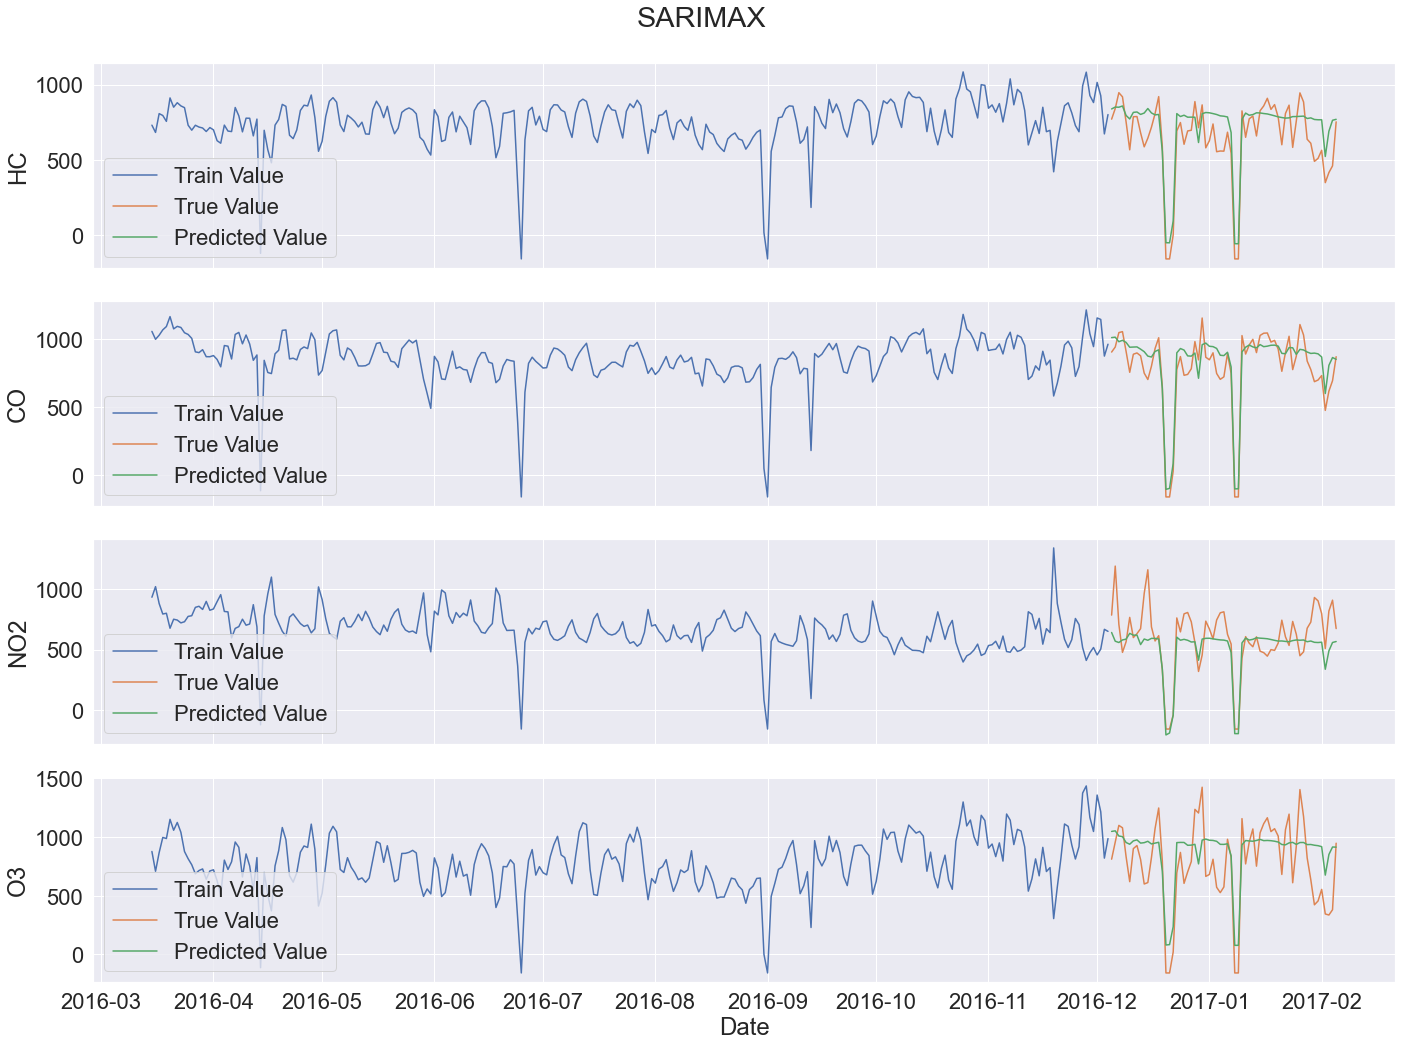 SARIMAX
1000
500
0
HC
Train Value
True Value
Predicted Value
1000
500
0
CO
Train Value
True Value
Predicted Value
1000
500
0
NO2
Train Value
True Value
Predicted Value
1500
1000
500
0
O3
Train Value
True Value
Predicted Value
2016-03 2016-04 2016-05 2016-06 2016-07 2016-08 2016-09 2016-10 2016-11 2016-12 2017-01 2017-02
Date